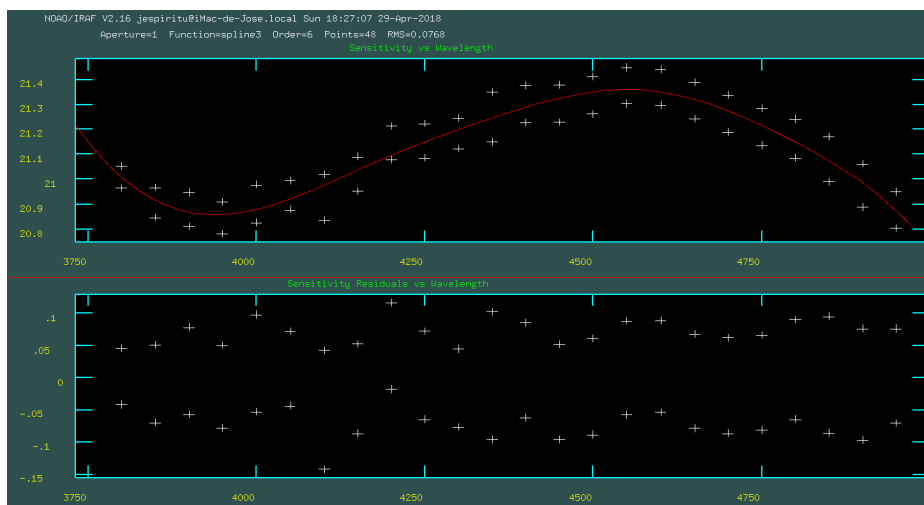 NOAO/IRAF V2.16 jespiritu@iMac-de-Jose.local Sun 18:27:07 29-Apr-2018
Aperture=1 Function=spline3 Order=6 Points=48 RMS=0.0768
Sensitivity vs Wavelength
21.4
21.3
21.2
21.1
21
20.9
20.8
3750 4000 4250 4500 4750
Sensitivity Residuals vs Wavelength
.1
.05
0
-.05
-.1
-.15
3750 4000 4250 4500 4750